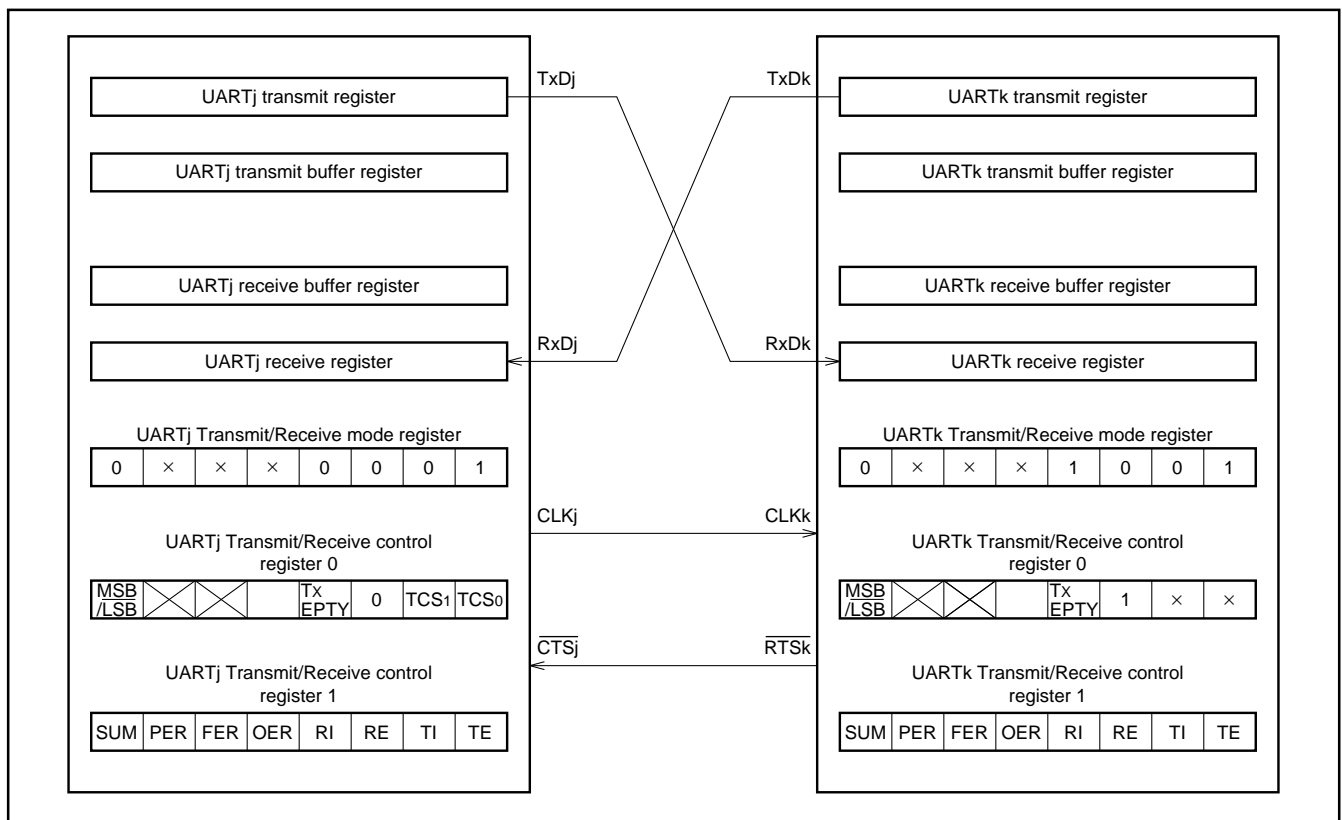 TxDj
TxDk
UARTj transmit register
UARTk transmit register
UARTj transmit buffer register
UARTk transmit buffer register
UARTj receive buffer register
UARTk receive buffer register
RxDj
RxDk
UARTj receive register
UARTk receive register
UARTj Transmit/Receive mode register
UARTk Transmit/Receive mode register
0 × × × 0 0 0 1
0 × × × 1 0 0 1
CLKj
CLKk
UARTj Transmit/Receive control
register 0
UARTk Transmit/Receive control
register 0
MSB
/LSB
Tx
EPTY
0 TCS1 TCS0
MSB
/LSB
Tx
EPTY
1 × ×
CTSj
RTSk
UARTj Transmit/Receive control
register 1
UARTk Transmit/Receive control
register 1
SUM PER FER OER RI RE TI TE
SUM PER FER OER RI RE TI TE